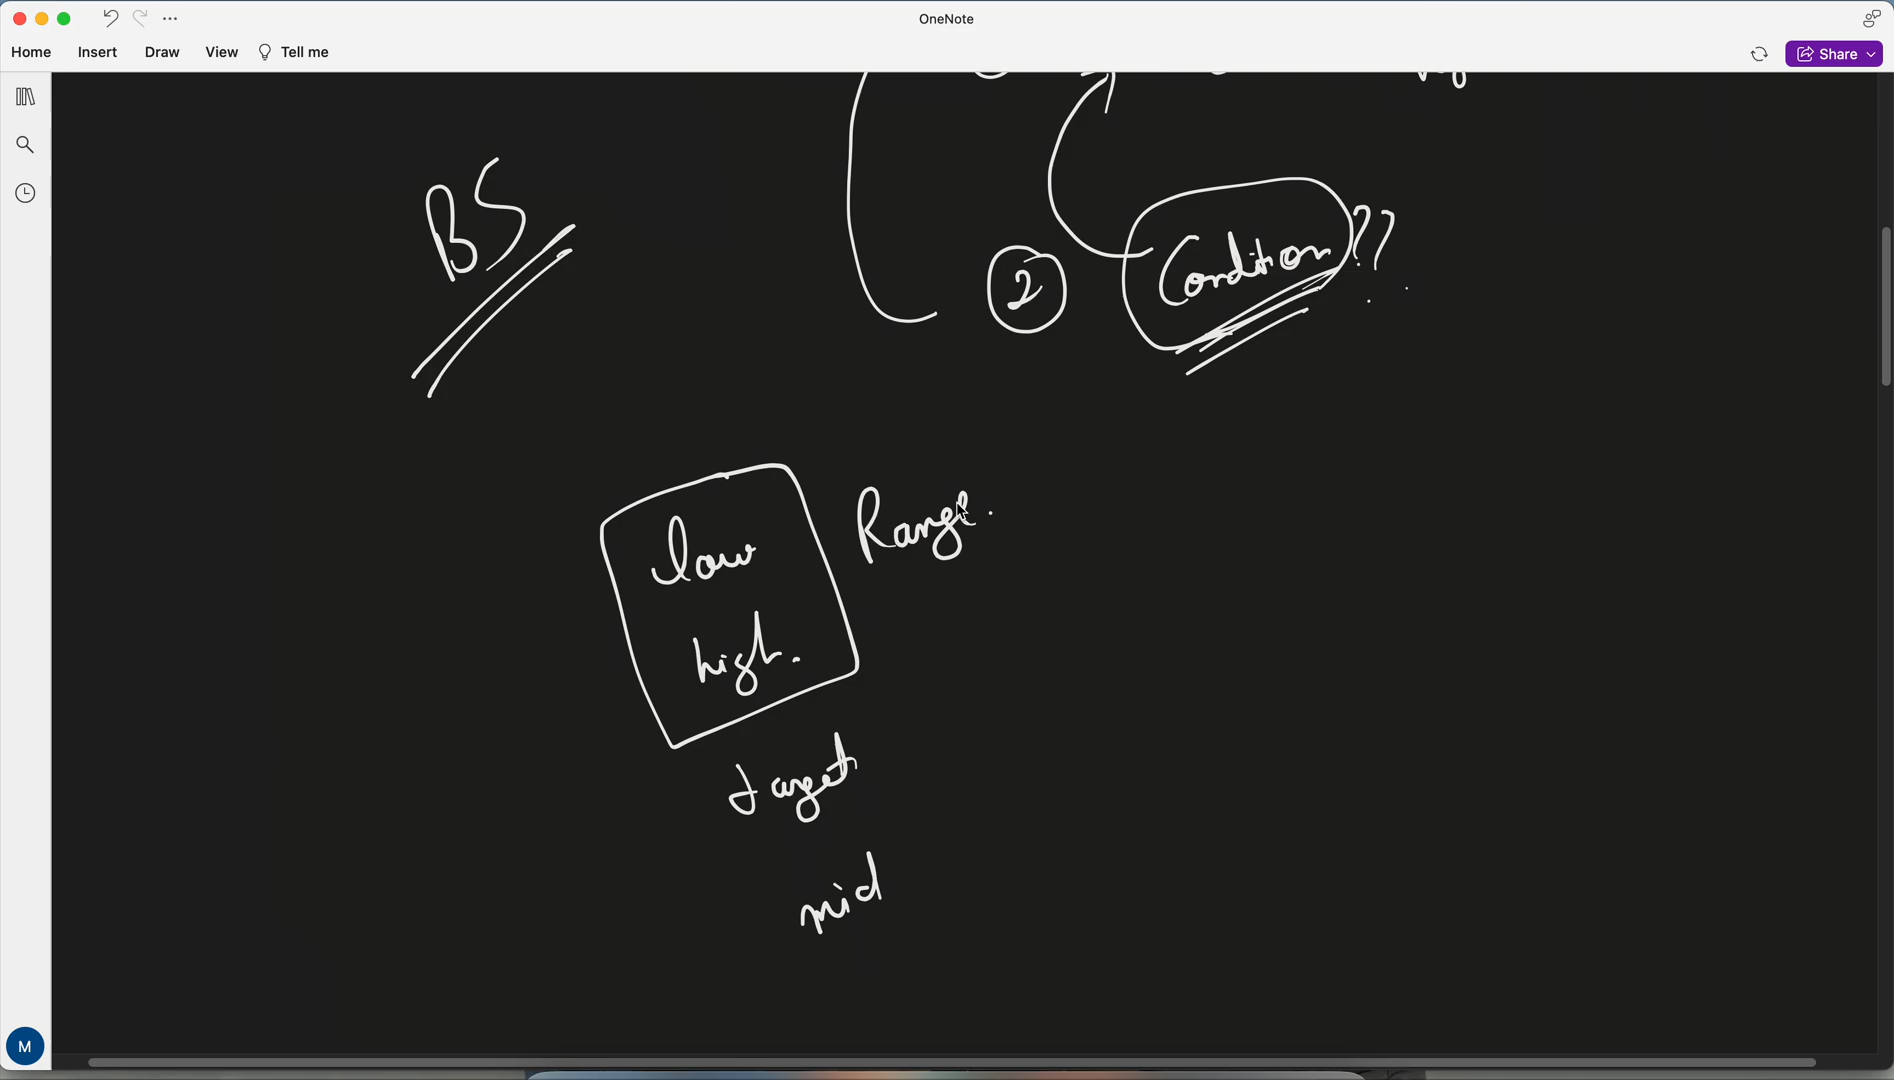 OneNote
Home Insert Draw View Tell me
Share
BS
2 Condition ??
low
high.
Range.
target
mid
M